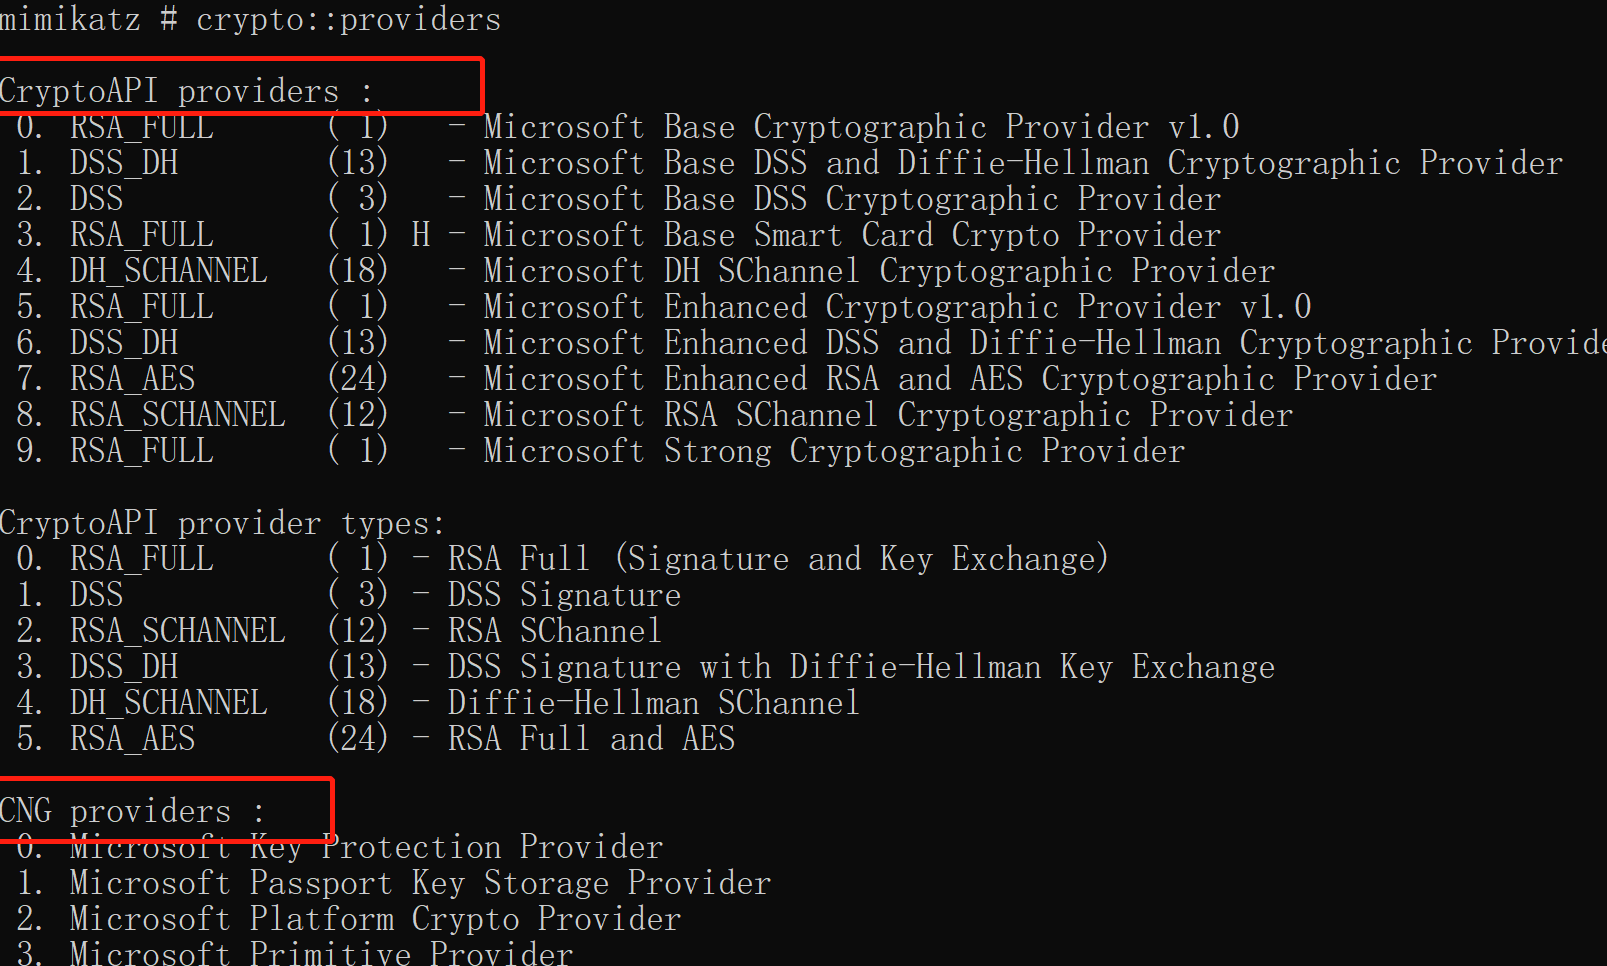 mimikatz # crypto::providers
CryptoAPI providers :
0. RSA_FULL ( 1) - Microsoft Base Cryptographic Provider v1.0
1. DSS_DH (13) - Microsoft Base DSS and Diffie-Hellman Cryptographic Provider
2. DSS ( 3) - Microsoft Base DSS Cryptographic Provider
3. RSA_FULL ( 1) H - Microsoft Base Smart Card Crypto Provider
4. DH_SCHANNEL (18) - Microsoft DH SChannel Cryptographic Provider
5. RSA_FULL ( 1) - Microsoft Enhanced Cryptographic Provider v1.0
6. DSS_DH (13) - Microsoft Enhanced DSS and Diffie-Hellman Cryptographic Provide
7. RSA_AES (24) - Microsoft Enhanced RSA and AES Cryptographic Provider
8. RSA_SCHANNEL (12) - Microsoft RSA SChannel Cryptographic Provider
9. RSA_FULL ( 1) - Microsoft Strong Cryptographic Provider
CryptoAPI provider types:
0. RSA_FULL ( 1) - RSA Full (Signature and Key Exchange)
1. DSS ( 3) - DSS Signature
2. RSA_SCHANNEL (12) - RSA SChannel
3. DSS_DH (13) - DSS Signature with Diffie-Hellman Key Exchange
4. DH_SCHANNEL (18) - Diffie-Hellman SChannel
5. RSA_AES (24) - RSA Full and AES
CNG providers :
0. Microsoft Key Protection Provider
1. Microsoft Passport Key Storage Provider
2. Microsoft Platform Crypto Provider
3. Microsoft Primitive Provider